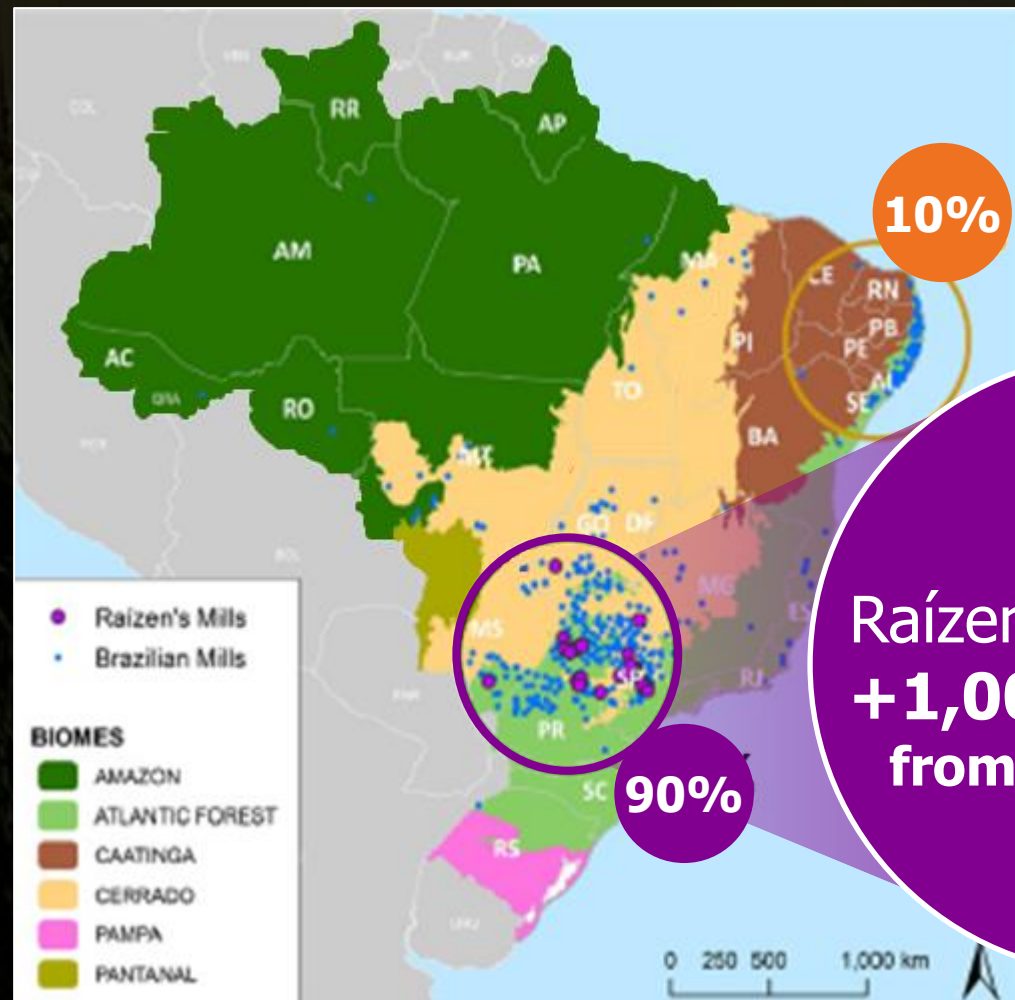 RR
AP
10%
AM
PA
MA
CE
RN
PB
PI
PE
AC
AL
SE
TO
RO
BA
MT
GO
DF
Raízen
MG
+1,00
MS
ES
from
SP
RJ
PR
90%
SC
RS
Raízen's Mills
Brazilian Mills
BIOMES
AMAZON
ATLANTIC FOREST
CAATINGA
CERRADO
PAMPA
PANTANAL
0 250 500 1,000 km